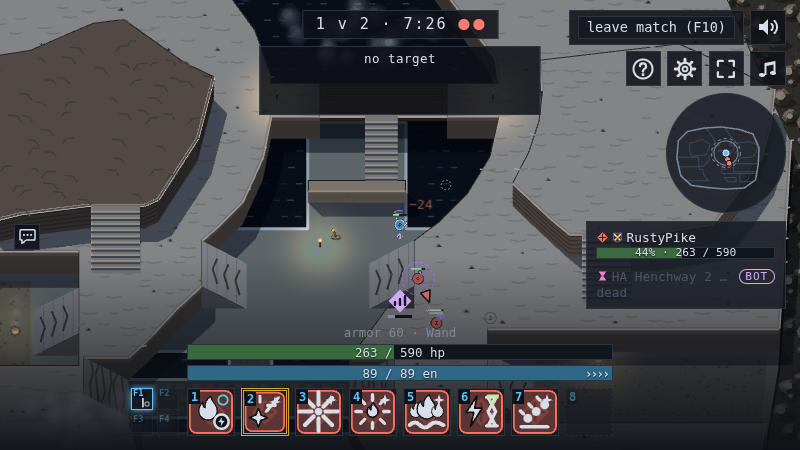 1 v 2 · 7:26
leave match (F10)
no target
-24
RustyPike
44% · 263 / 590
HA Henchway 2 … BOT
dead
armor 60 · Wand
263 / 590 hp
89 / 89 en
››››
F1 F2
F3 F4
1 2 3 4 5 6 7 8